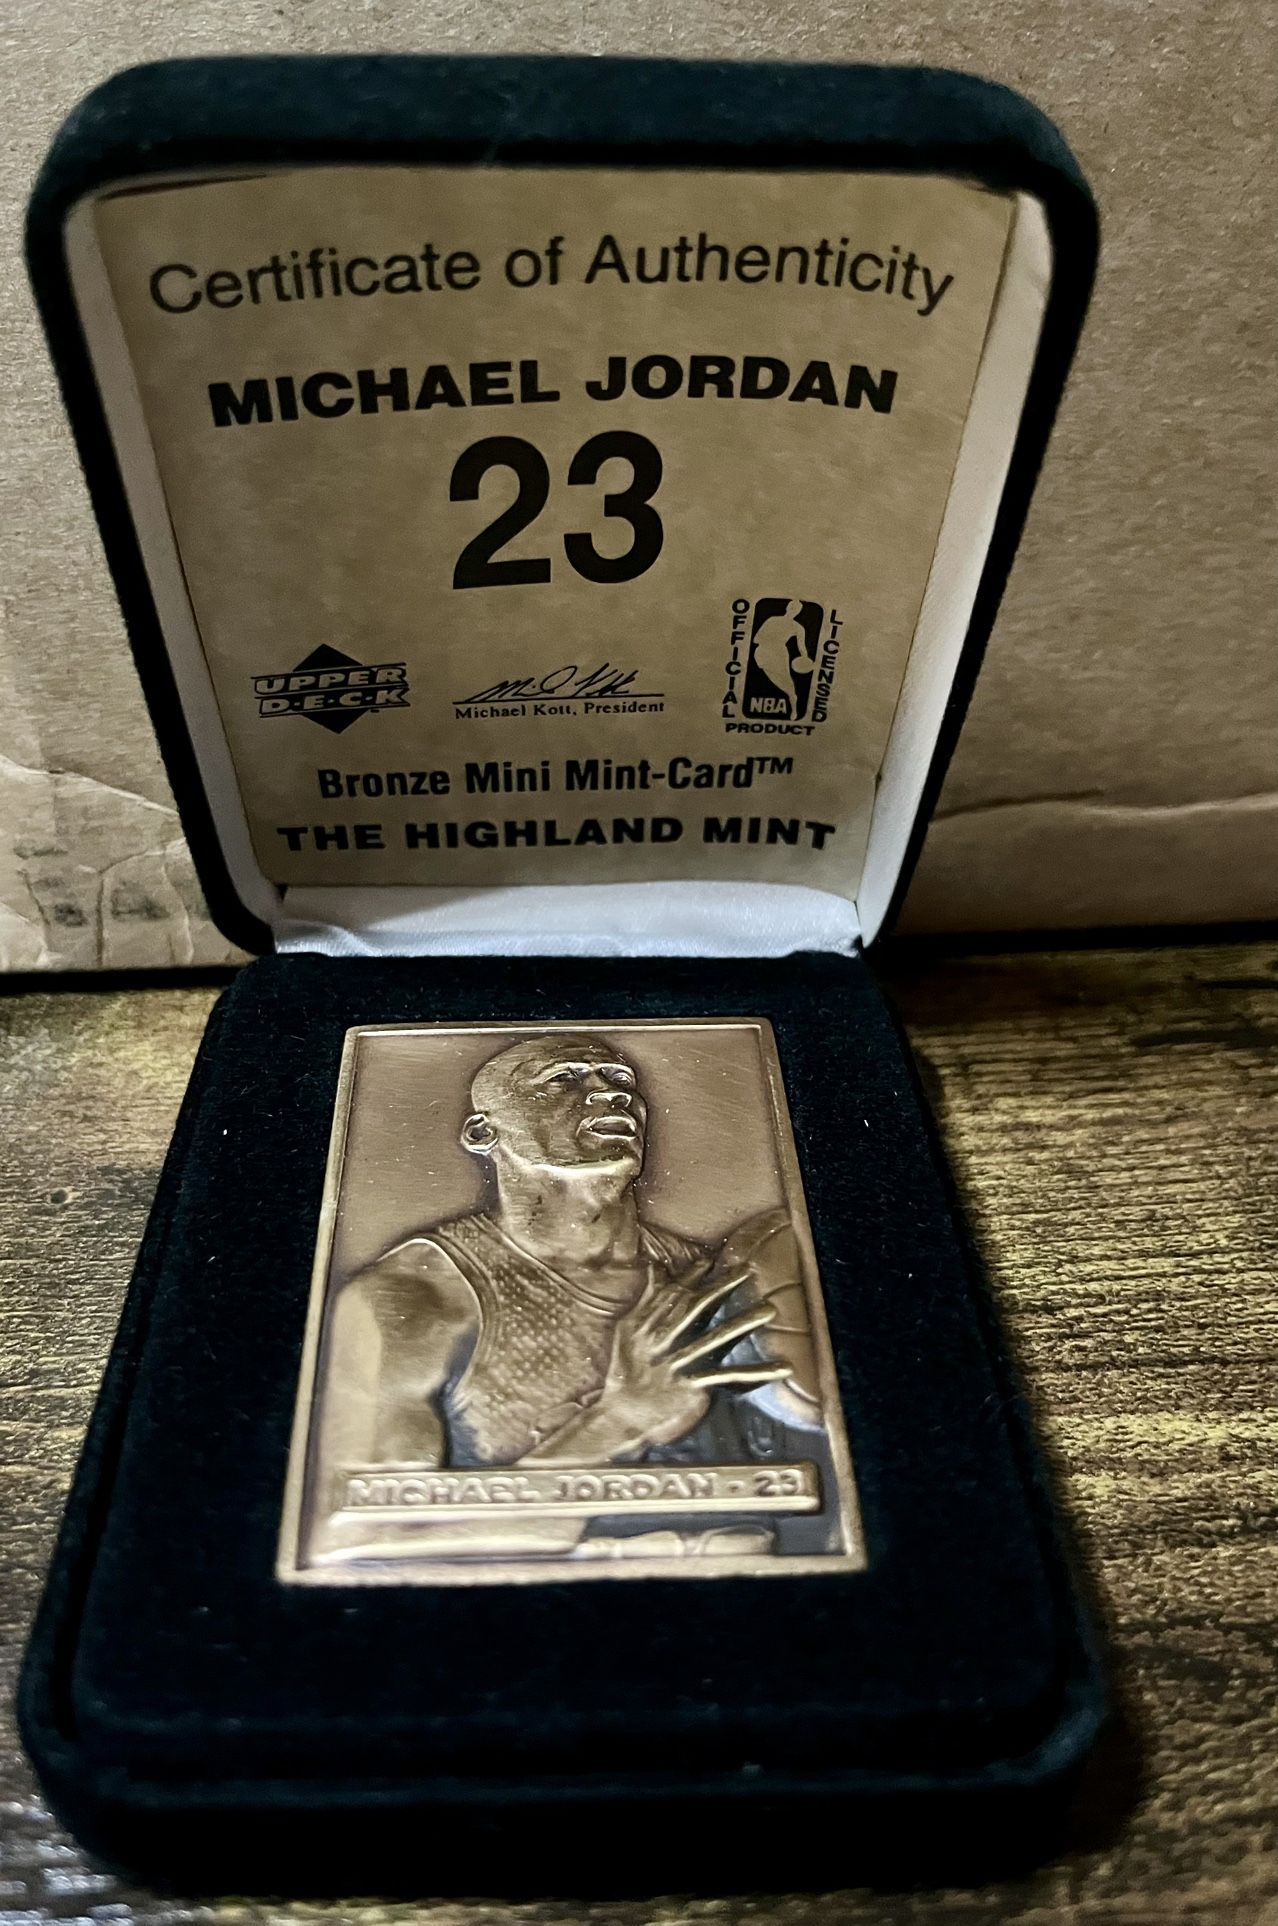 Certificate of Authenticity
MICHAEL JORDAN
23
UPPER
D·E·C·K
Michael Kott, President
OFFICIAL
LICENSED
NBA
PRODUCT
Bronze Mini Mint-Card™
THE HIGHLAND MINT
MICHAEL JORDAN - 23